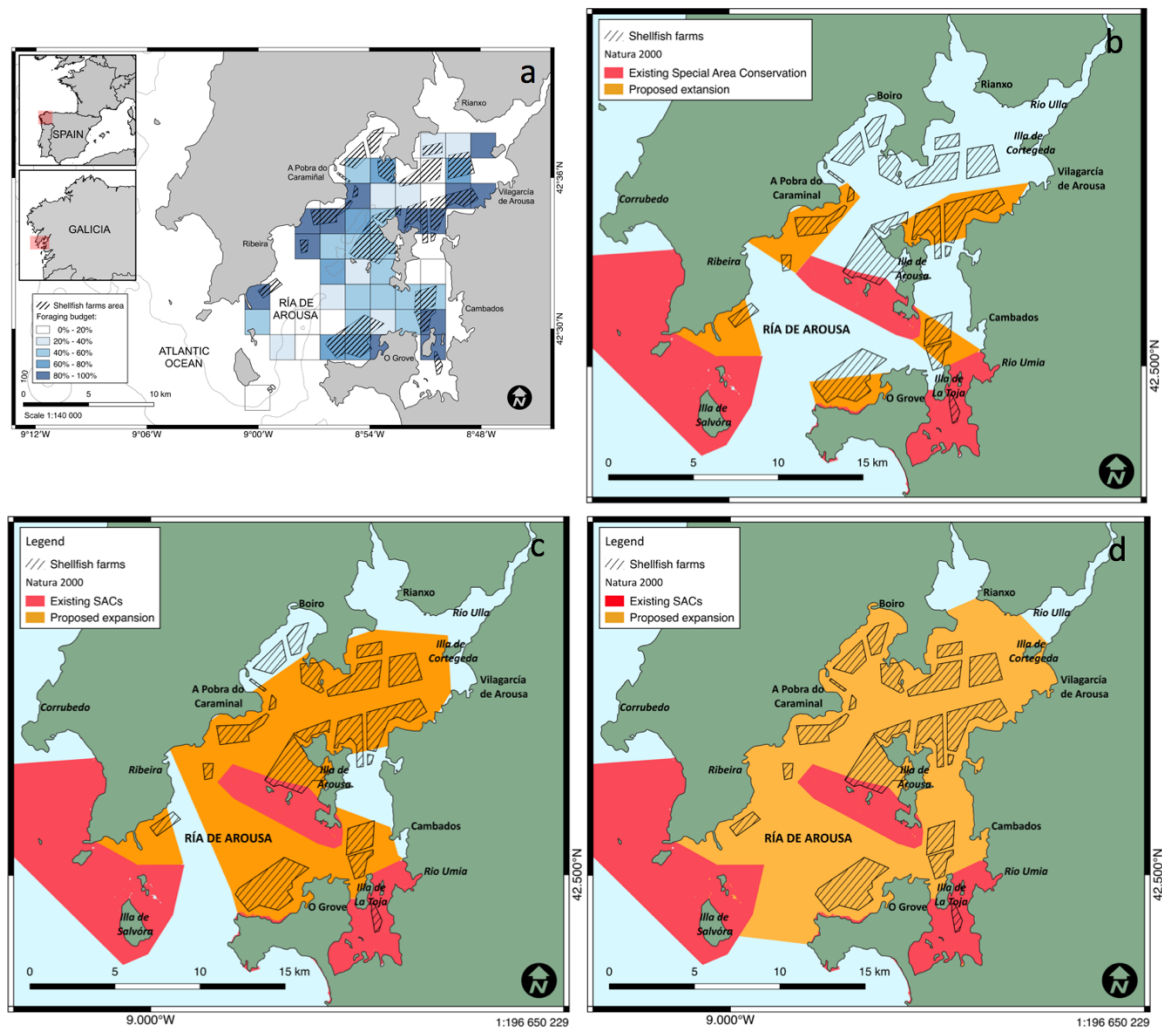 a
SPAIN
GALICIA
Rianxo
Boiro
A Pobra do
Caramiñal
42°36'N
Vilagarcía
de Arousa
Ribeira
Cambados
RÍA DE
AROUSA
42°30'N
ATLANTIC
OCEAN
O Grove
50
100
Shellfish farms area
Foraging budget:
0% - 20%
20% - 40%
40% - 60%
60% - 80%
80% - 100%
0 5 10 km
Scale 1:140 000
N
9°12'W 9°06'W 9°00'W 8°54'W 8°48'W
b
Shellfish farms
Natura 2000
Existing Special Area Conservation
Proposed extansion
Rianxo
Boiro
Rio Ulla
Illa de
Cortegeda
Vilagarcía
de Arousa
A Pobra do
Caraminal
Corrubedo
Ribeira
Illa de
Arousa
Cambados
RÍA DE AROUSA
Rio Umia
Illa de
La Toja
O Grove
Illa de
Salvóra
42.500°N
0 5 10 15 km
N
c
Legend
Shellfish farms
Natura 2000
Existing SACs
Proposed expansion
Rianxo
Boiro
Rio Ulla
Illa de
Cortegeda
Vilagarcía
de Arousa
A Pobra do
Caraminal
Corrubedo
Ribeira
Illa de
Arousa
Cambados
RÍA DE AROUSA
Rio Umia
Illa de
La Toja
O Grove
Illa de
Salvóra
42.500°N
0 5 10 15 km
N
9.000°W
1:196 650 229
d
Legend
Shellfish farms
Natura 2000
Existing SACs
Proposed expansion
Rianxo
Boiro
Rio Ulla
Illa de
Cortegeda
Vilagarcía
de Arousa
A Pobra do
Caraminal
Corrubedo
Ribeira
Illa de
Arousa
Cambados
RÍA DE AROUSA
Rio Umia
Illa de
La Toja
O Grove
Illa de
Salvóra
42.500°N
0 5 10 15 km
N
9.000°W
1:196 650 229